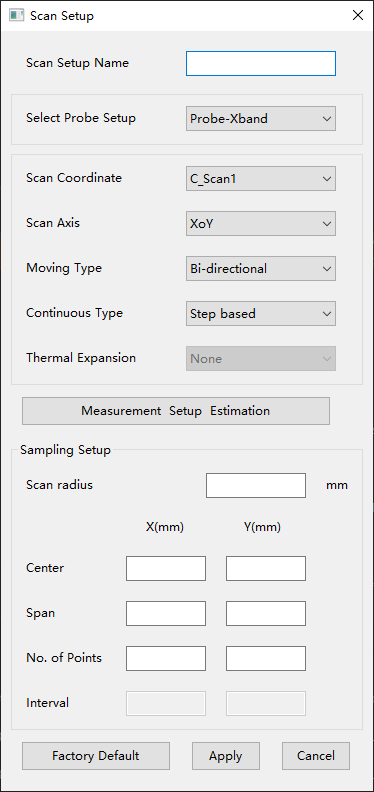 Scan Setup
Scan Setup Name
Select Probe Setup Probe-Xband
Scan Coordinate C_Scan1
Scan Axis XoY
Moving Type Bi-directional
Continuous Type Step based
Thermal Expansion None
Measurement Setup Estimation
Sampling Setup
Scan radius mm
X(mm) Y(mm)
Center
Span
No. of Points
Interval
Factory Default Apply Cancel